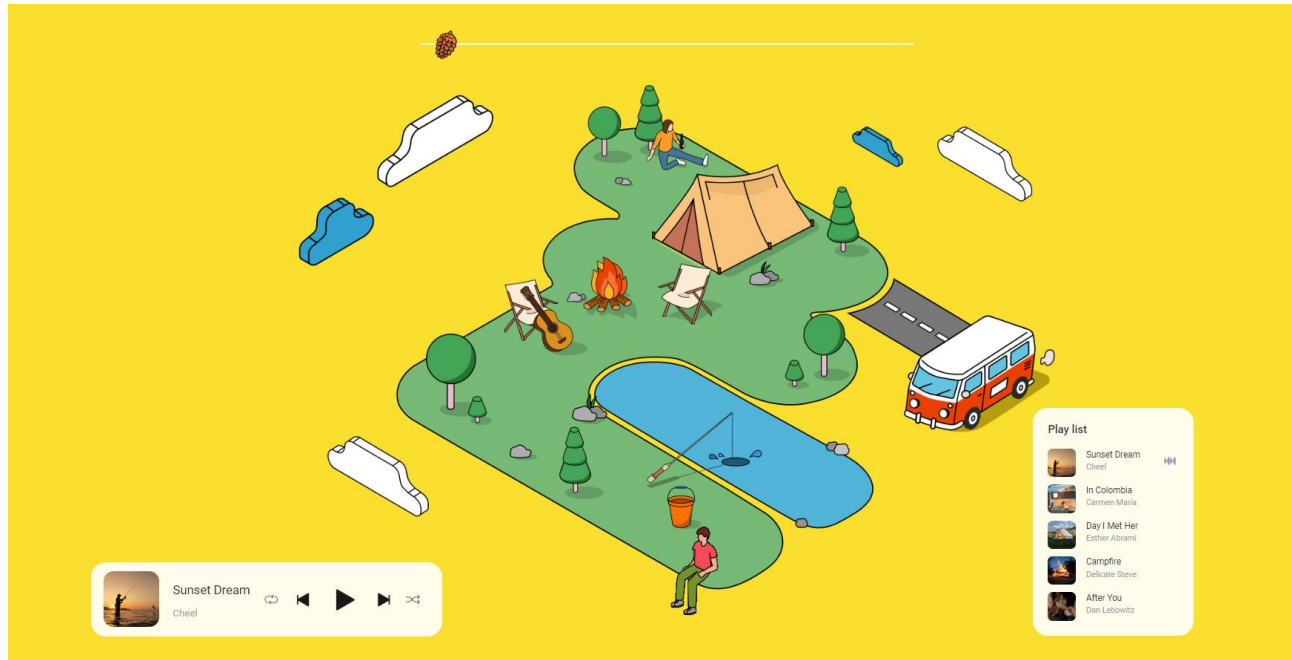 Sunset Dream
Cheel
Play list
Sunset Dream
Cheel
In Colombia
Carmen María
Day I Met Her
Esther Abrami
Campfire
Delicate Steve
After You
Dan Lebowitz